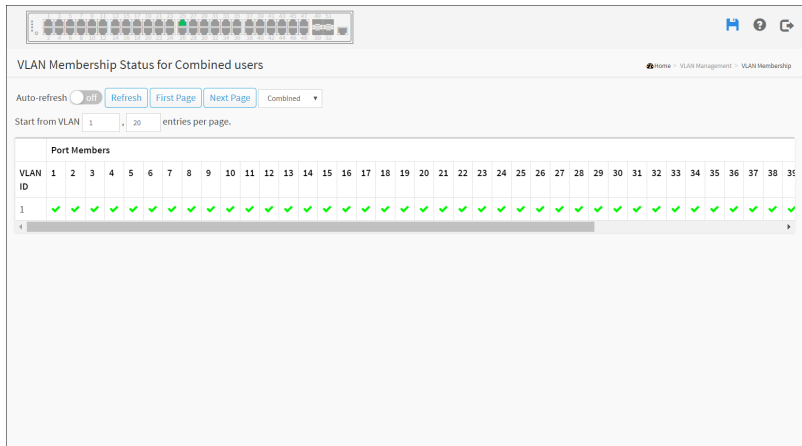 VLAN Membership Status for Combined users
Home > VLAN Management > VLAN Membership
Auto-refresh off Refresh First Page Next Page Combined
Start from VLAN 1 , 20 entries per page.
Port Members
VLAN ID 1 2 3 4 5 6 7 8 9 10 11 12 13 14 15 16 17 18 19 20 21 22 23 24 25 26 27 28 29 30 31 32 33 34 35 36 37 38 39
1